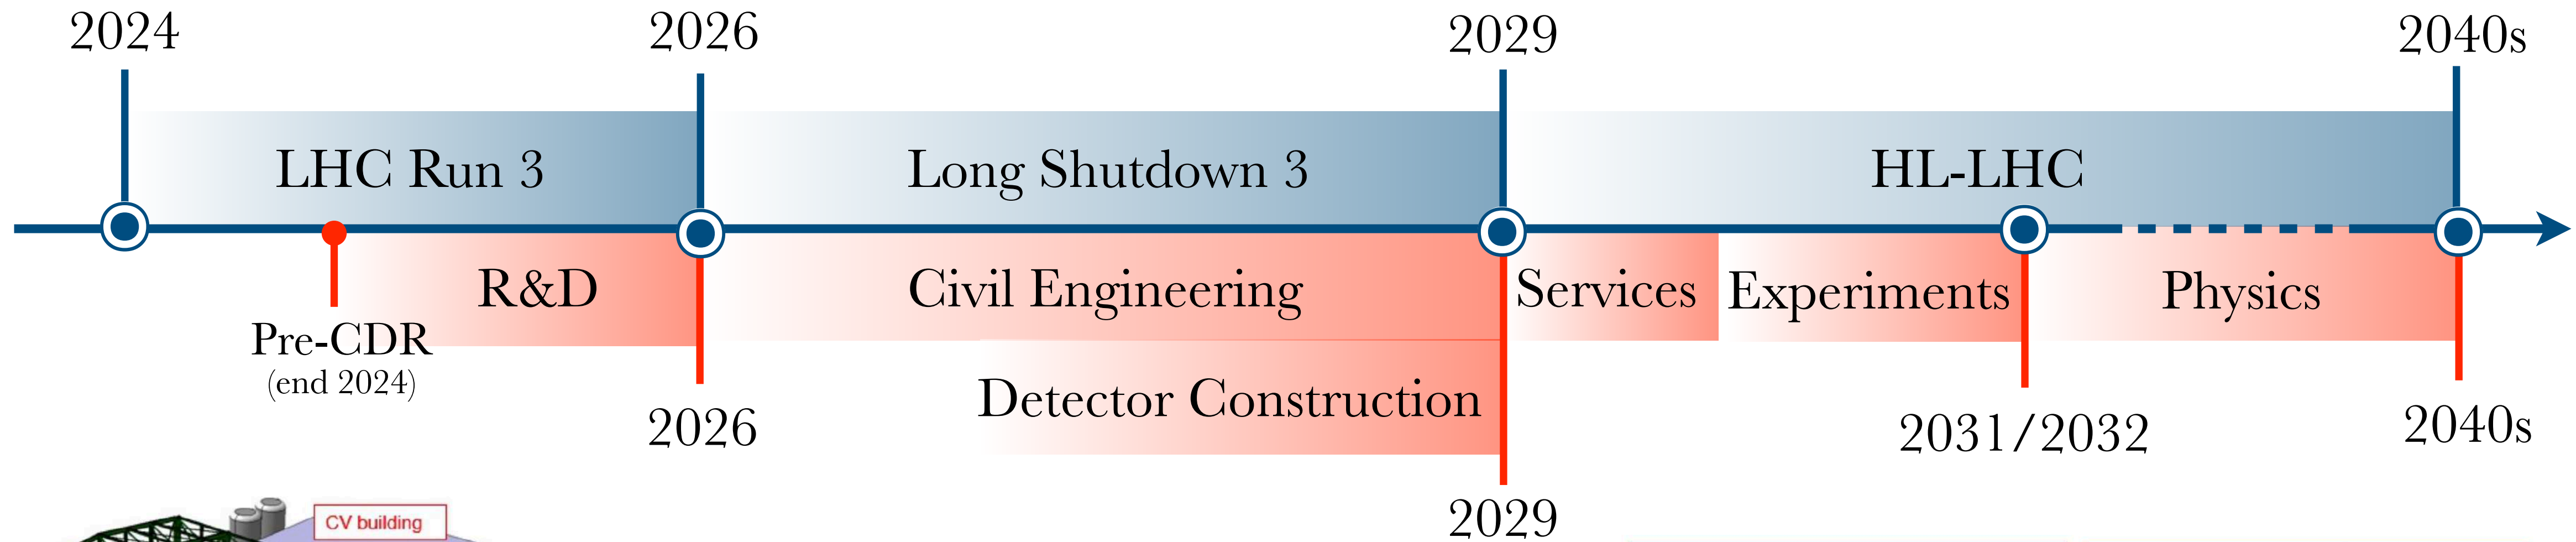 2024
2026
2029
2040s
LHC Run 3
Long Shutdown 3
HL-LHC
R&D
Civil Engineering
Services
Experiments
Physics
Pre-CDR
(end 2024)
Detector Construction
2026
2031/2032
2040s
2029
CV building